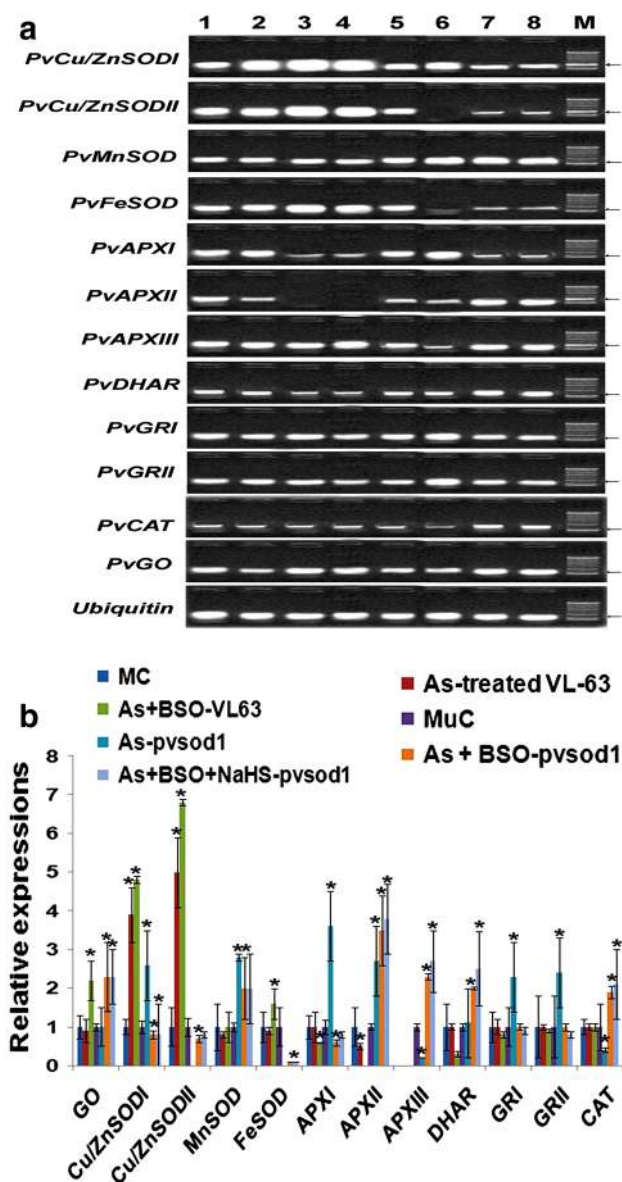 a
1 2 3 4 5 6 7 8 M
PvCu/ZnSODI
PvCu/ZnSODII
PvMnSOD
PvFeSOD
PvAPXI
PvAPXII
PvAPXIII
PvDHAR
PvGRI
PvGRII
PvCAT
PvGO
Ubiquitin
b
MC
As+BSO-VL63
As-pvsod1
As+BSO+NaHS-pvsod1
As-treated VL-63
MuC
As + BSO-pvsod1
Relative expressions
8
7
6
5
4
3
2
1
0
* * * * * * * * * * * * * * * * * * * * * * * * * * * * * * * *
GO
Cu/ZnSODI
Cu/ZnSODII
MnSOD
FeSOD
APXI
APXII
APXIII
DHAR
GRI
GRII
CAT